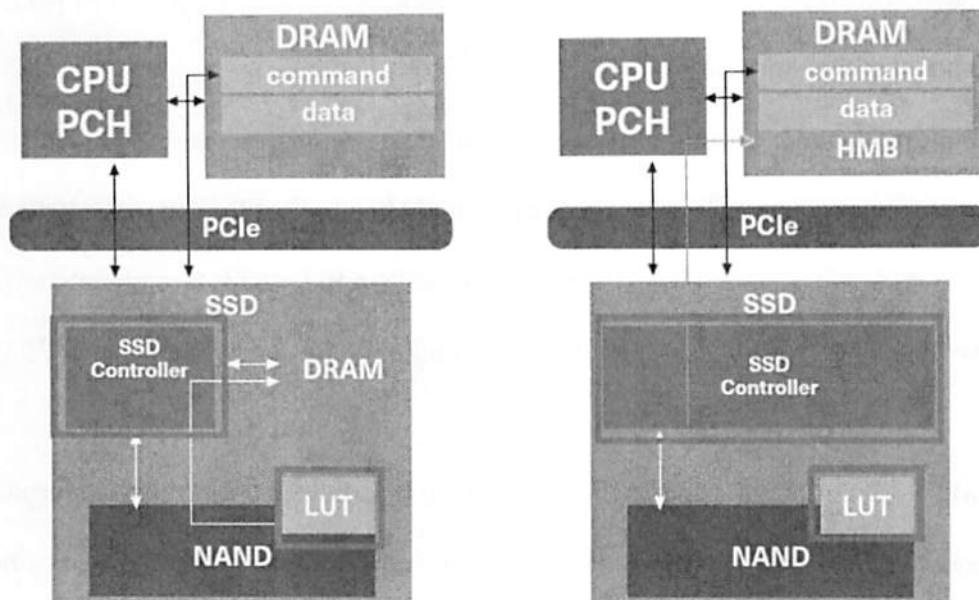 CPU
PCH
DRAM
command
data
PCIe
SSD
SSD
Controller
DRAM
LUT
NAND
CPU
PCH
DRAM
command
data
HMB
PCIe
SSD
SSD
Controller
LUT
NAND